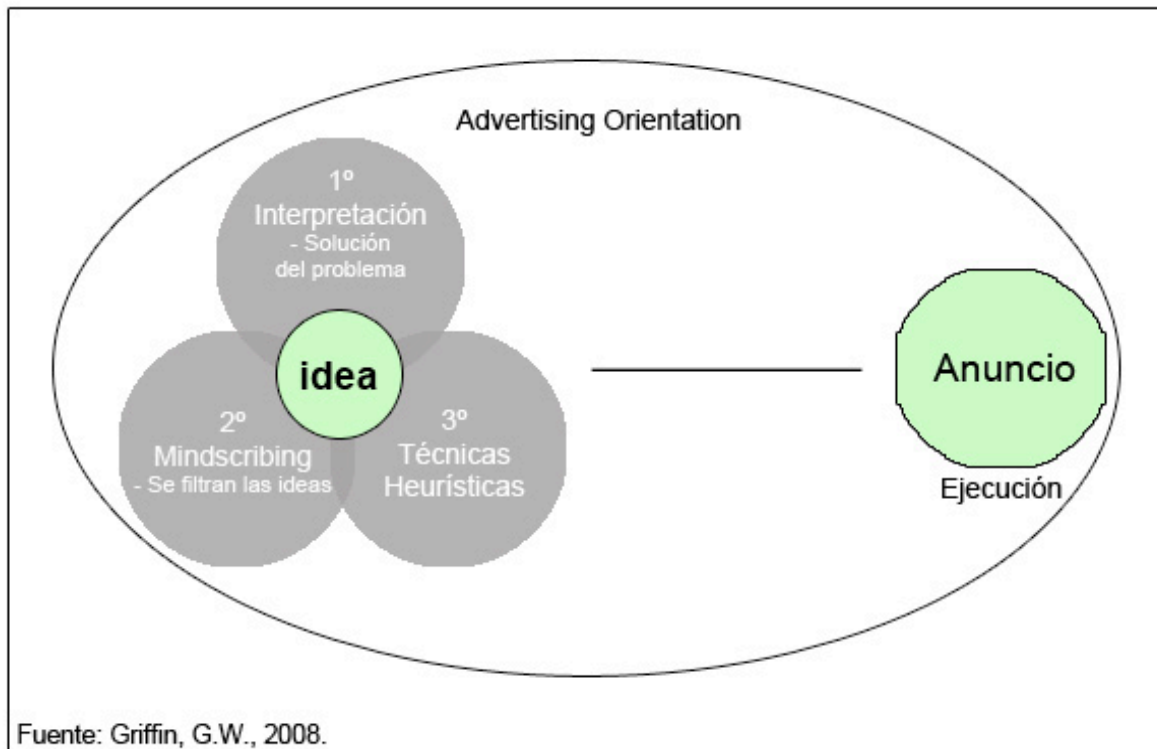 Advertising Orientation
1º
Interpretación
- Solución
del problema
idea
2º
Mindscribing
- Se filtran las ideas
3º
Técnicas
Heurísticas
Anuncio
Ejecución
Fuente: Griffin, G.W., 2008.